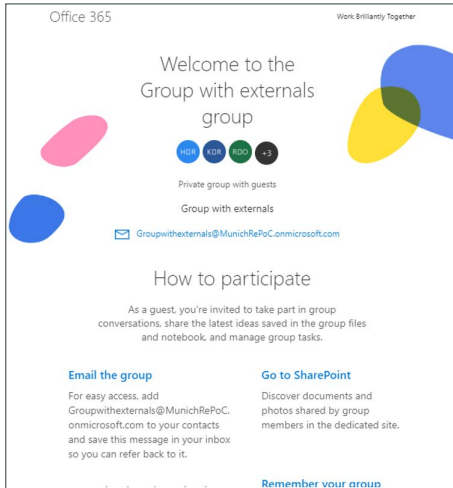 Office 365
Work Brilliantly Together
Welcome to the
Group with externals
group
+3
Private group with guests
Group with externals
Groupwithexternals@MunichRePoC.onmicrosoft.com
How to participate
As a guest, you're invited to take part in group
conversations, share the latest ideas saved in the group files
and notebook, and manage group tasks.
Email the group
For easy access, add
Groupwithexternals@MunichRePoC.
onmicrosoft.com to your contacts
and save this message in your inbox
so you can refer back to it.
Go to SharePoint
Discover documents and
photos shared by group
members in the dedicated site.
Remember your group